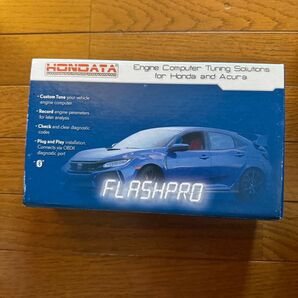 HONDATA
Engine Computer Tuning Solutions
for Honda and Acura
• Custom Tune your vehicle
engine computer
• Record engine parameters
for later analysis
• Check and clear diagnostic
codes
• Plug and Play installation.
Connects via OBDII
diagnostic port
FLASHPRO